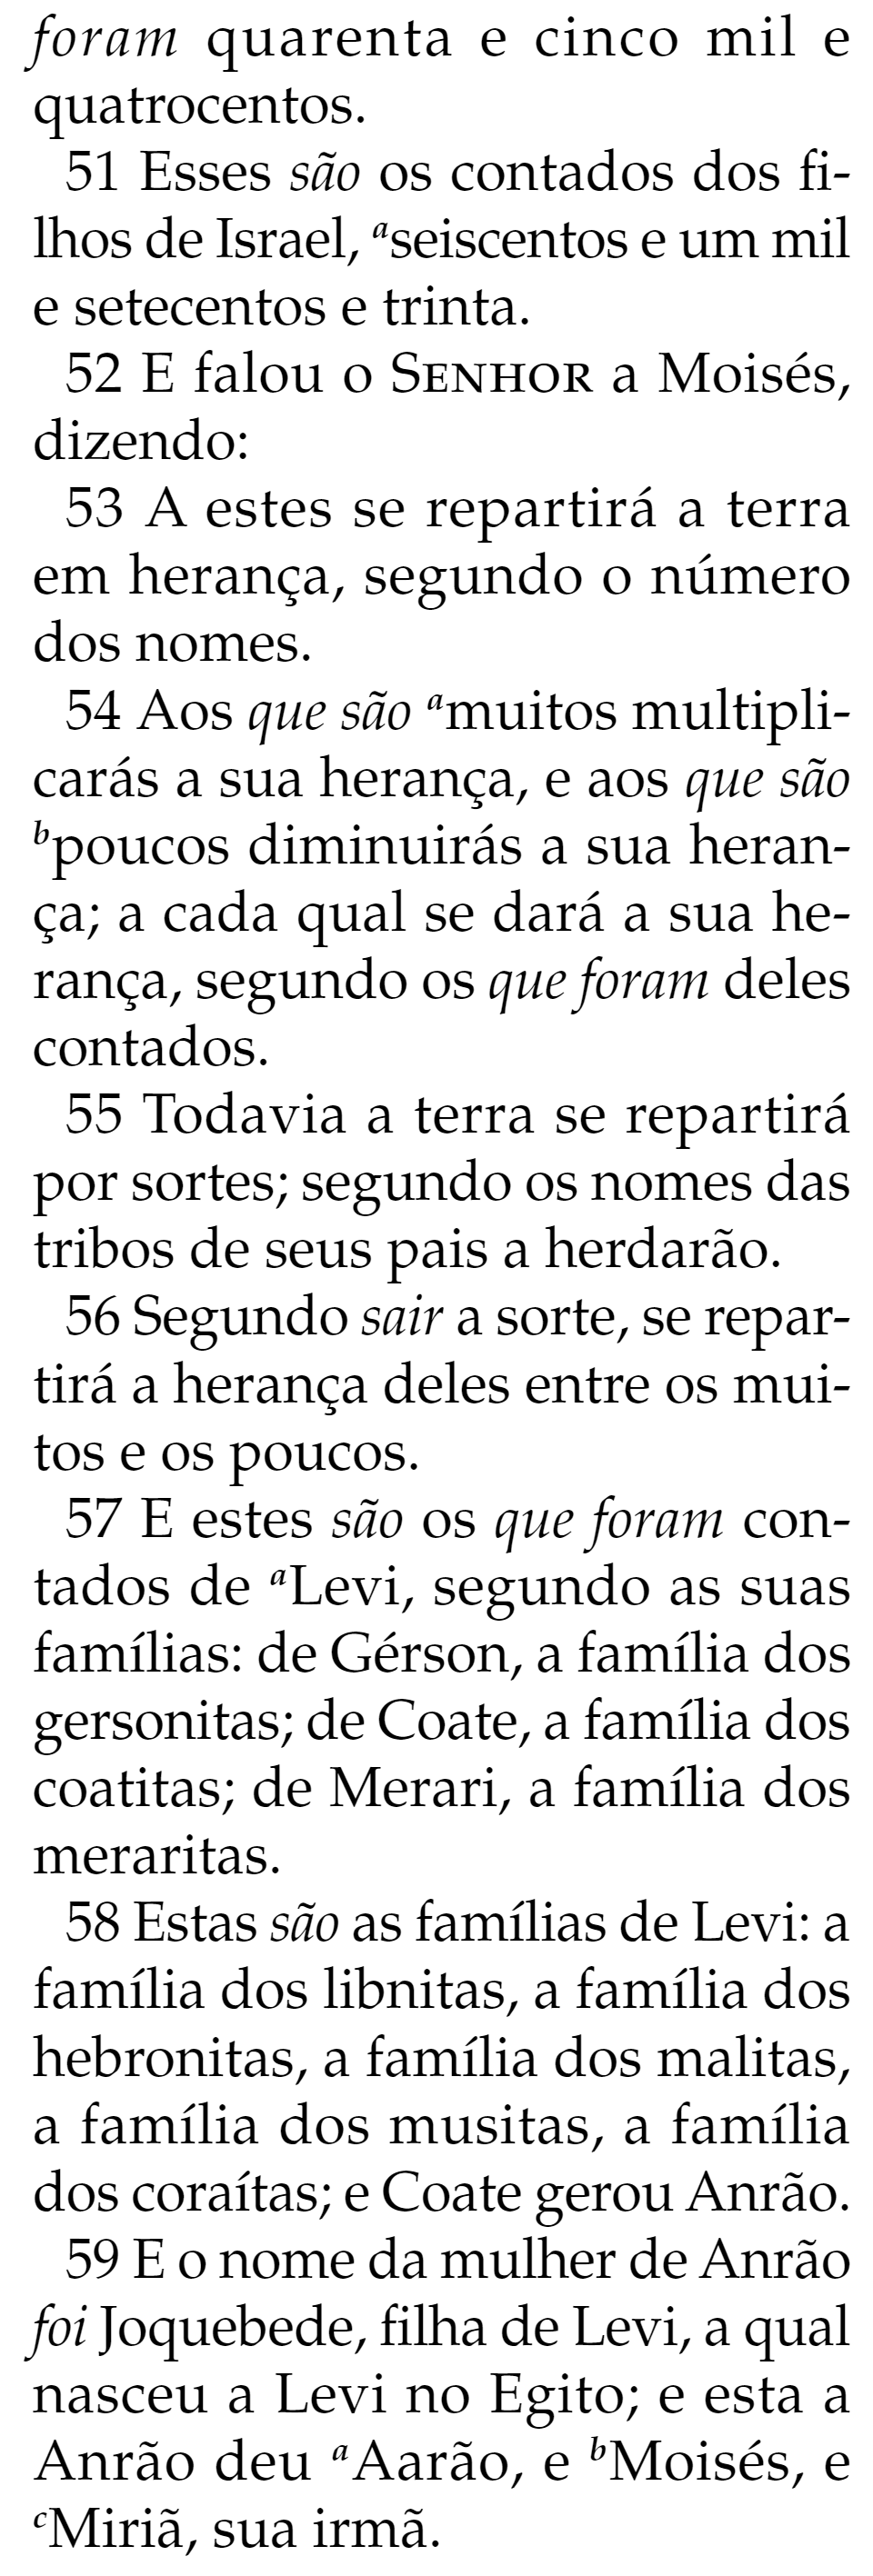 foram quarenta e cinco mil e
quatrocentos.
51 Esses são os contados dos fi-
lhos de Israel, ᵃseiscentos e um mil
e setecentos e trinta.
52 E falou o SENHOR a Moisés,
dizendo:
53 A estes se repartirá a terra
em herança, segundo o número
dos nomes.
54 Aos que são ᵃmuitos multipli-
carás a sua herança, e aos que são
ᵇpoucos diminuirás a sua heran-
ça; a cada qual se dará a sua he-
rança, segundo os que foram deles
contados.
55 Todavia a terra se repartirá
por sortes; segundo os nomes das
tribos de seus pais a herdarão.
56 Segundo sair a sorte, se repar-
tirá a herança deles entre os mui-
tos e os poucos.
57 E estes são os que foram con-
tados de ᵃLevi, segundo as suas
famílias: de Gérson, a família dos
gersonitas; de Coate, a família dos
coatitas; de Merari, a família dos
meraritas.
58 Estas são as famílias de Levi: a
família dos libnitas, a família dos
hebronitas, a família dos malitas,
a família dos musitas, a família
dos coraítas; e Coate gerou Anrão.
59 E o nome da mulher de Anrão
foi Joquebede, filha de Levi, a qual
nasceu a Levi no Egito; e esta a
Anrão deu ᵃAarão, e ᵇMoisés, e
ᶜMiriã, sua irmã.